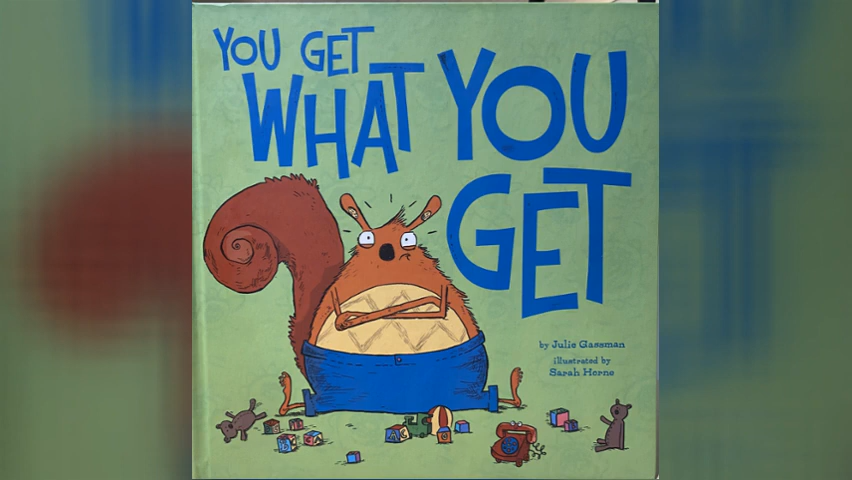 YOU GET
WHAT YOU
GET
by Julie Gassman
illustrated by
Sarah Horne